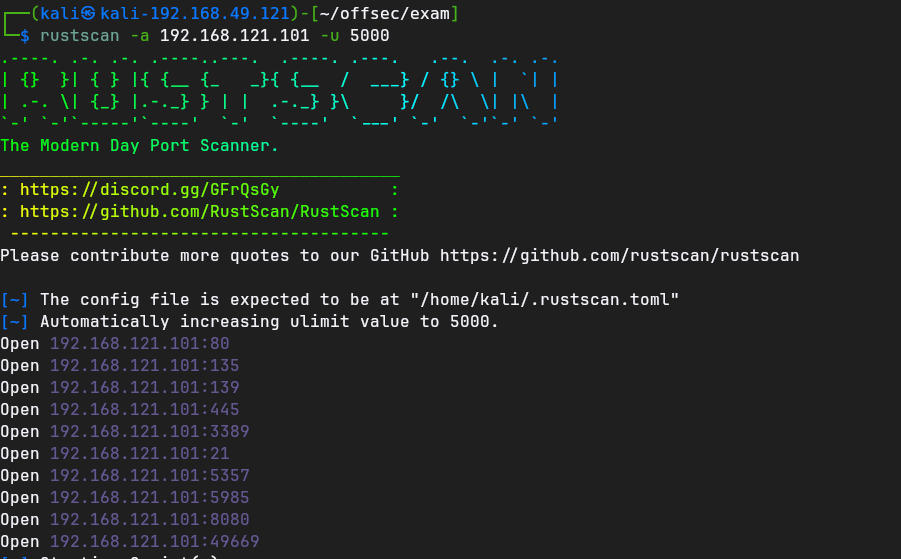 ┌──(kali㉿kali-192.168.49.121)-[~/offsec/exam]
└─$ rustscan -a 192.168.121.101 -u 5000
.----. .-. .-. .----..---.  .----. .---.   .--.  .-. .-.
| {}  }| { } |{ {__ {_   _}{ {__  /  ___} / {} \ |  `| |
| .-. \| {_} |.-._} } | |  .-._} }\     }/  /\  \| |\  |
`-' `-'`-----'`----'  `-'  `----'  `---' `-'  `-'`-' `-'
The Modern Day Port Scanner.
________________________________________
: https://discord.gg/GFrQsGy           :
: https://github.com/RustScan/RustScan :
 --------------------------------------
Please contribute more quotes to our GitHub https://github.com/rustscan/rustscan
[~] The config file is expected to be at "/home/kali/.rustscan.toml"
[~] Automatically increasing ulimit value to 5000.
Open 192.168.121.101:80
Open 192.168.121.101:135
Open 192.168.121.101:139
Open 192.168.121.101:445
Open 192.168.121.101:3389
Open 192.168.121.101:21
Open 192.168.121.101:5357
Open 192.168.121.101:5985
Open 192.168.121.101:8080
Open 192.168.121.101:49669